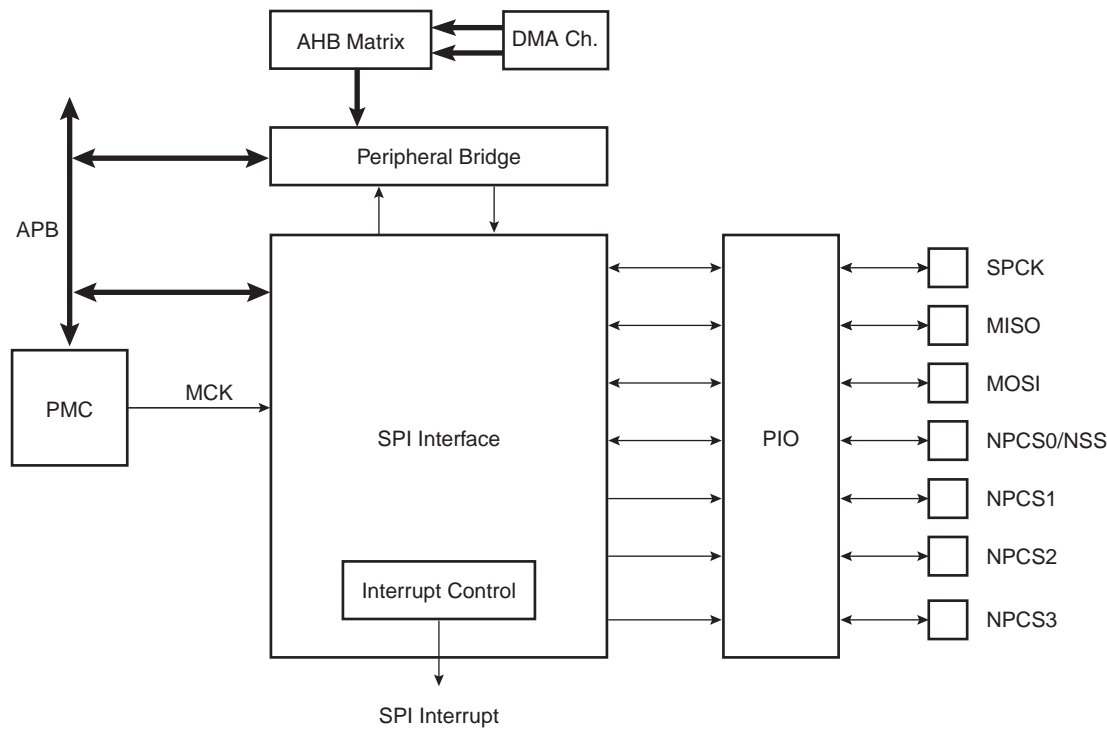 AHB Matrix
DMA Ch.
Peripheral Bridge
APB
SPCK
MISO
PMC
MCK
MOSI
SPI Interface
PIO
NPCS0/NSS
NPCS1
NPCS2
Interrupt Control
NPCS3
SPI Interrupt